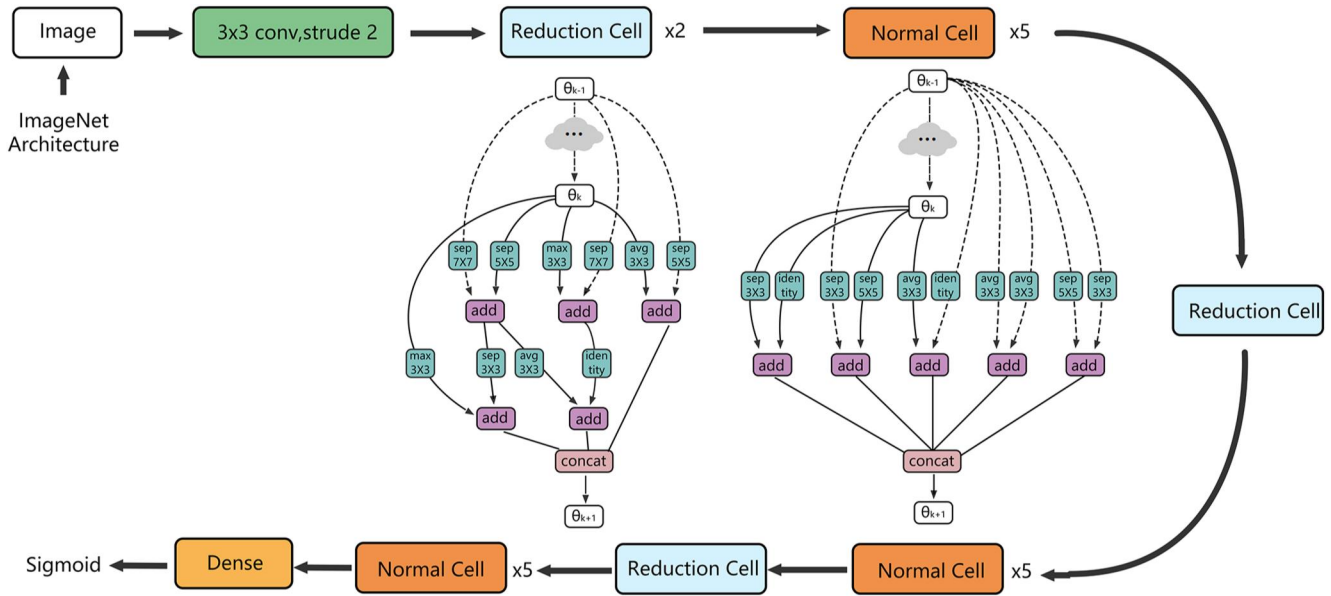 Image
3x3 conv,strude 2
Reduction Cell
x2
Normal Cell
x5
ImageNet
Architecture
θk-1
...
θk
sep
7X7
sep
5X5
max
3X3
sep
7X7
avg
3X3
sep
5X5
add
add
add
max
3X3
sep
3X3
avg
3X3
iden
tity
add
add
concat
θk+1
θk-1
...
θk
sep
3X3
iden
tity
sep
3X3
sep
5X5
avg
3X3
iden
tity
avg
3X3
avg
3X3
sep
5X5
sep
3X3
add
add
add
add
add
concat
θk+1
Reduction Cell
Normal Cell
x5
Reduction Cell
Normal Cell
x5
Dense
Sigmoid